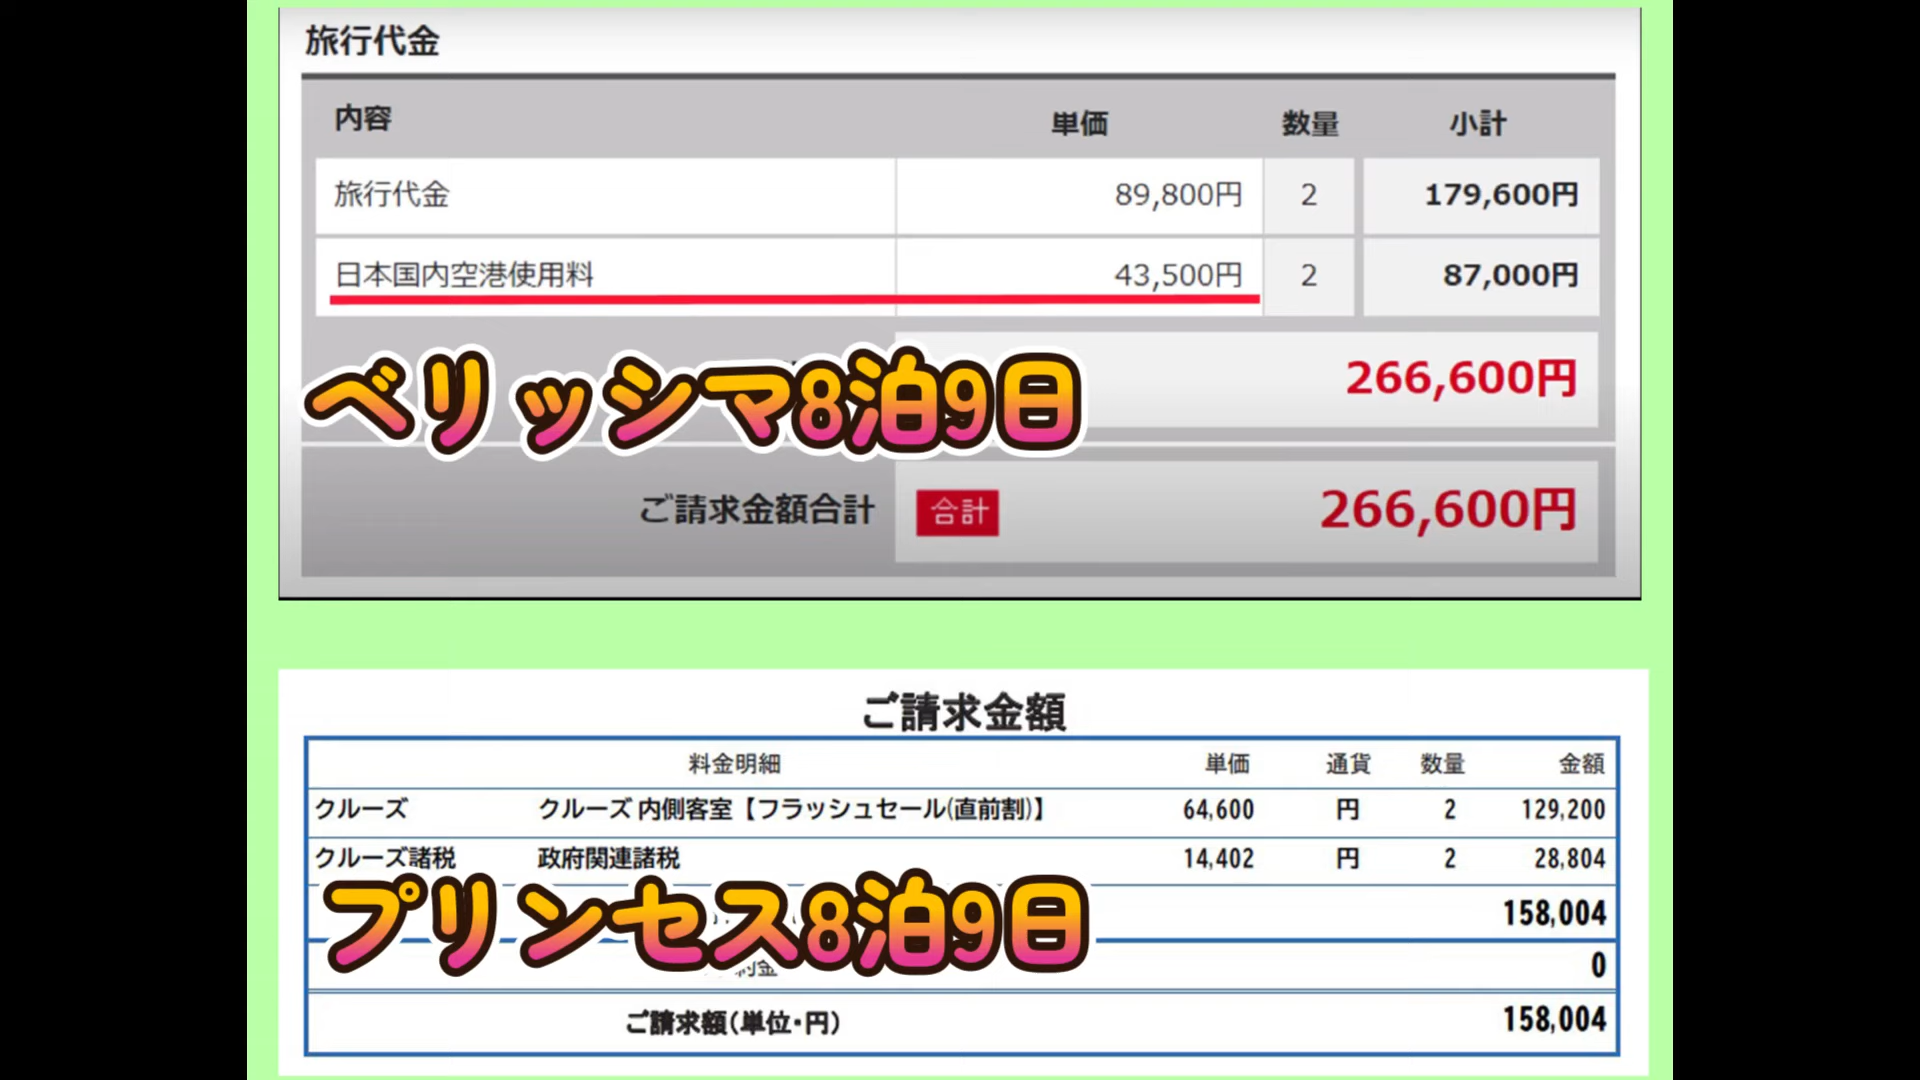 旅行代金
内容 単価 数量 小計
旅行代金 89,800円 2 179,600円
日本国内空港使用料 43,500円 2 87,000円
266,600円
ベリッシマ8泊9日
ご請求金額合計 合計 266,600円
ご請求金額
料金明細 単価 通貨 数量 金額
クルーズ クルーズ 内側客室【フラッシュセール(直前割)】 64,600 円 2 129,200
クルーズ諸税 政府関連諸税 14,402 円 2 28,804
158,004
プリンセス8泊9日
0
ご請求額(単位・円) 158,004